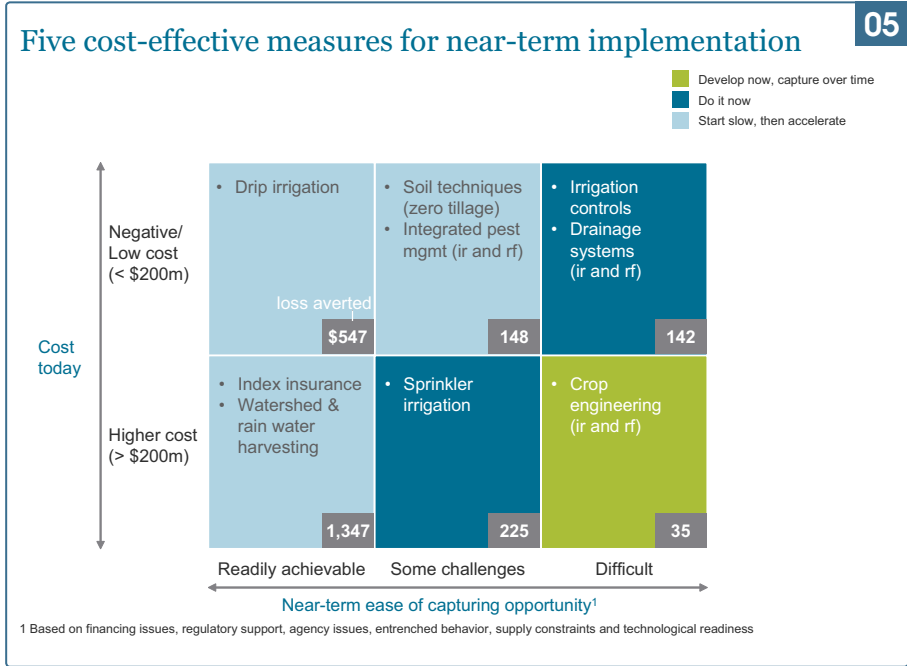 05
Five cost-effective measures for near-term implementation
Develop now, capture over time
Do it now
Start slow, then accelerate
Cost
today
Negative/
Low cost
(< $200m)
• Drip irrigation
loss averted
$547
• Soil techniques
(zero tillage)
• Integrated pest
mgmt (ir and rf)
148
• Irrigation
controls
• Drainage
systems
(ir and rf)
142
Higher cost
(> $200m)
• Index insurance
• Watershed &
rain water
harvesting
1,347
• Sprinkler
irrigation
225
• Crop
engineering
(ir and rf)
35
Readily achievable
Some challenges
Difficult
Near-term ease of capturing opportunity¹
1 Based on financing issues, regulatory support, agency issues, entrenched behavior, supply constraints and technological readiness